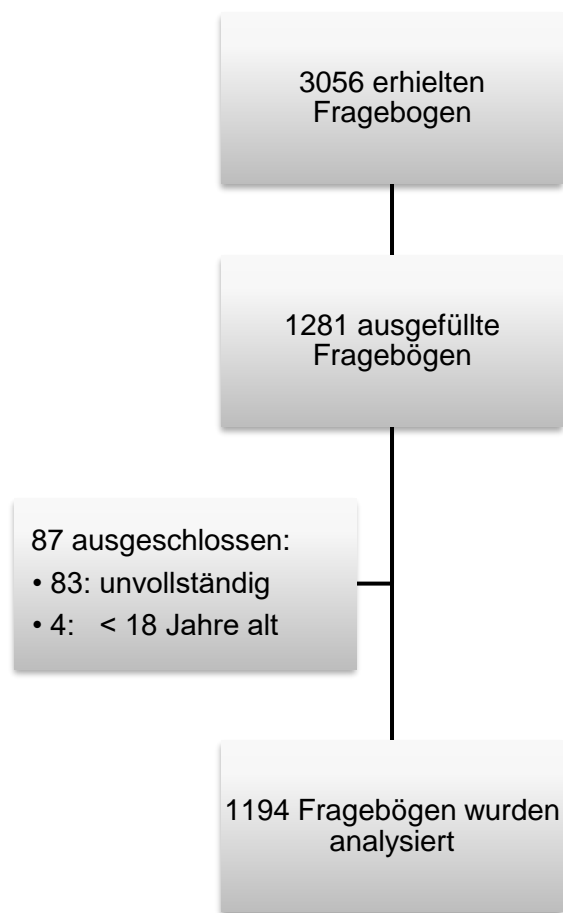 3056 erhielten
Fragebogen
1281 ausgefüllte
Fragebögen
87 ausgeschlossen:
• 83: unvollständig
• 4: < 18 Jahre alt
1194 Fragebögen wurden
analysiert